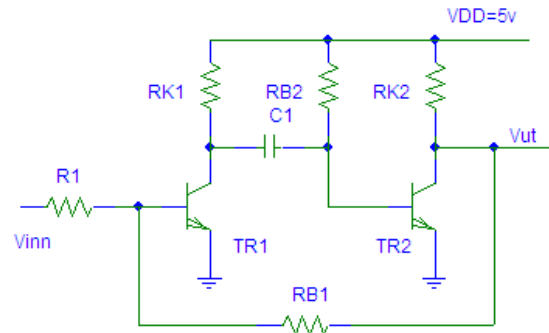 VDD=5v
RK1
RB2
RK2
C1
Vut
R1
Vinn
TR1
TR2
RB1